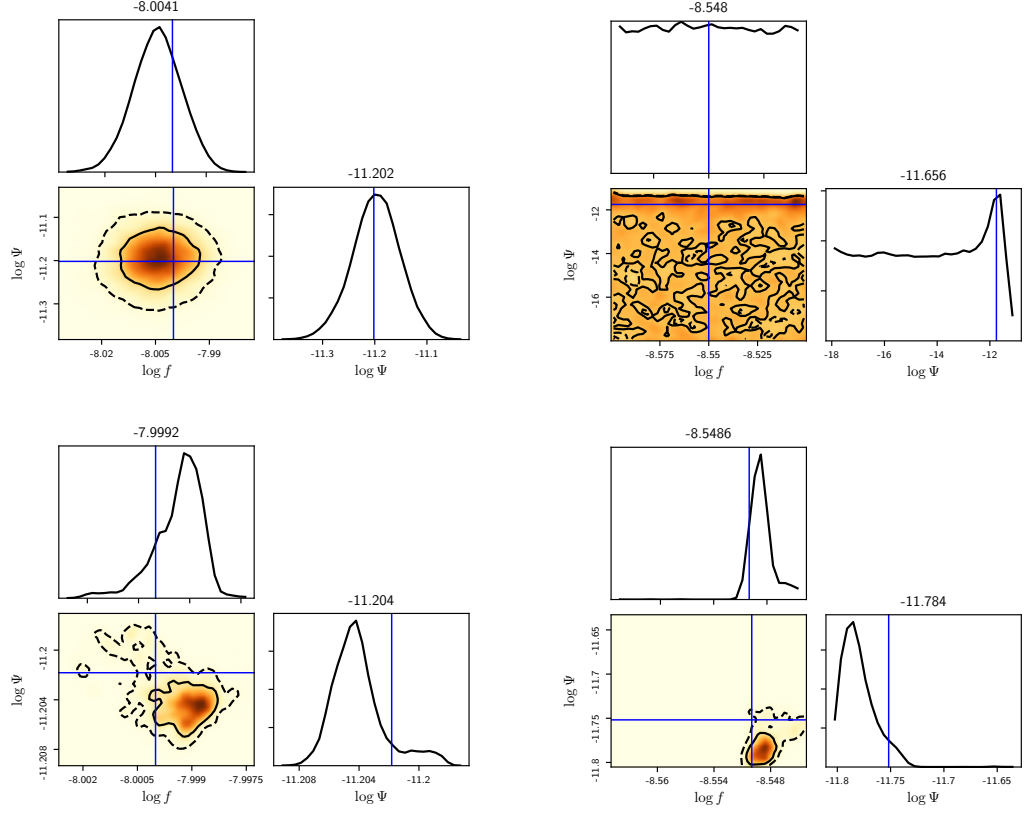 -8.0041
-11.202
log Ψ
-11.1
-11.2
-11.3
-8.02 -8.005 -7.99
log f
-11.3 -11.2 -11.1
log Ψ
-8.548
-11.656
log Ψ
-12
-14
-16
-8.575 -8.55 -8.525
log f
-18 -16 -14 -12
log Ψ
-7.9992
-11.204
log Ψ
-11.2
-11.204
-11.208
-8.002 -8.0005 -7.999 -7.9975
log f
-11.208 -11.204 -11.2
log Ψ
-8.5486
-11.784
log Ψ
-11.65
-11.7
-11.75
-11.8
-8.56 -8.554 -8.548
log f
-11.8 -11.75 -11.7 -11.65
log Ψ